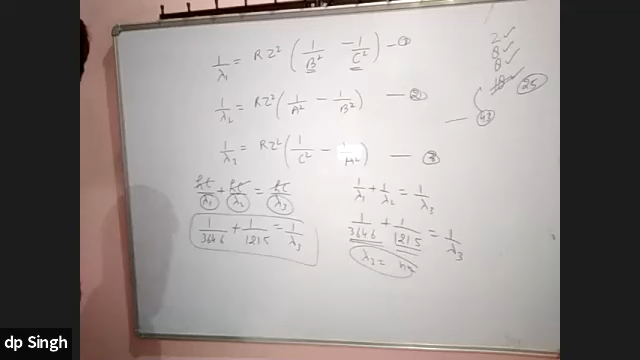 1/λ₁ = RZ² (1/B² - 1/C²) - ①
1/λ₂ = RZ² (1/A² - 1/B²) — ②
1/λ₃ = RZ² (1/C² - 1/A²) — ③
hc/λ₁ + hc/λ₂ = hc/λ₃
1/3646 + 1/1215 = 1/λ₃
1/λ₁ + 1/λ₂ = 1/λ₃
1/3646 + 1/1215 = 1/λ₃
λ₃ =
2 ✓
8 ✓
8 ✓
18 ✓ 25
— 43
dp Singh